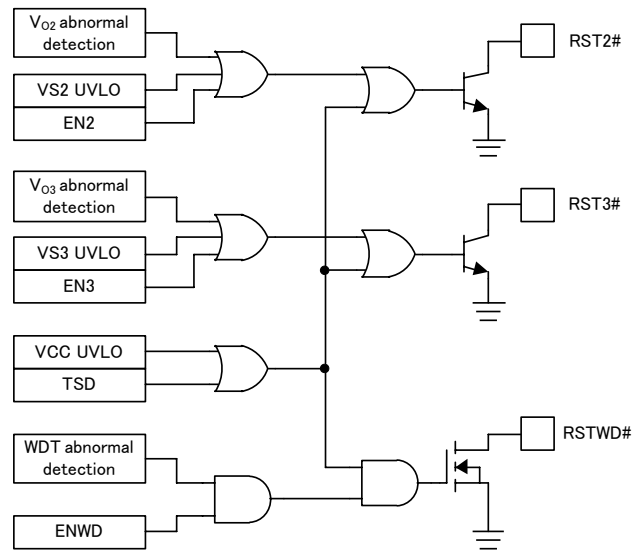 VO2 abnormal
detection
RST2#
VS2 UVLO
EN2
VO3 abnormal
detection
RST3#
VS3 UVLO
EN3
VCC UVLO
TSD
WDT abnormal
detection
RSTWD#
ENWD